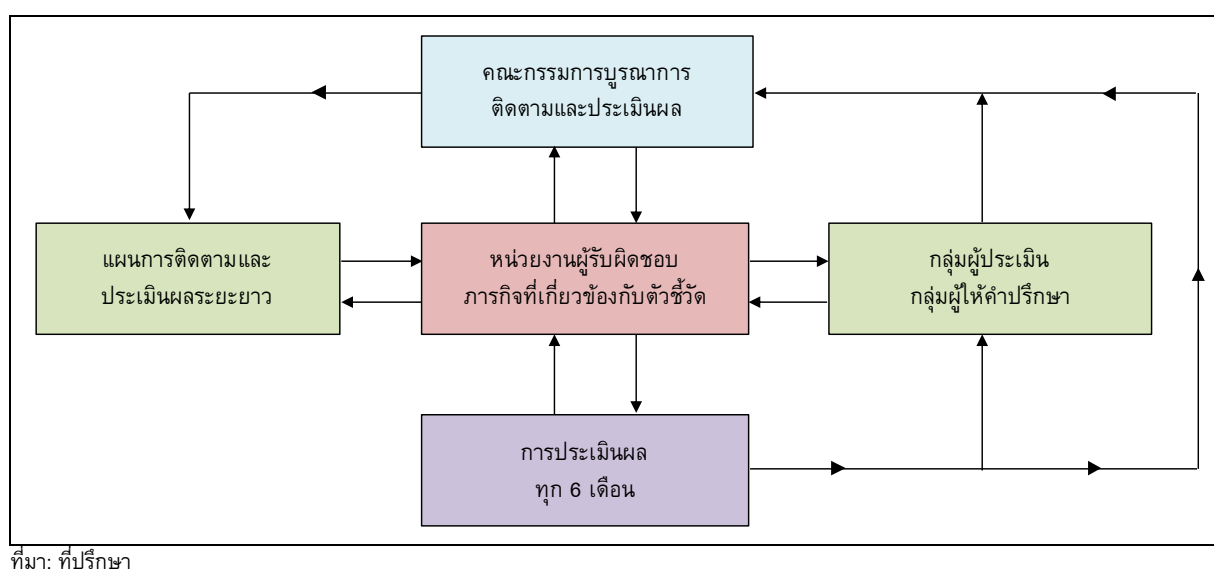 คณะกรรมการบูรณาการ
ติดตามและประเมินผล
แผนการติดตามและ
ประเมินผลระยะยาว
หน่วยงานผู้รับผิดชอบ
ภารกิจที่เกี่ยวข้องกับตัวชี้วัด
กลุ่มผู้ประเมิน
กลุ่มผู้ให้คำปรึกษา
การประเมินผล
ทุก 6 เดือน
ที่มา: ที่ปรึกษา